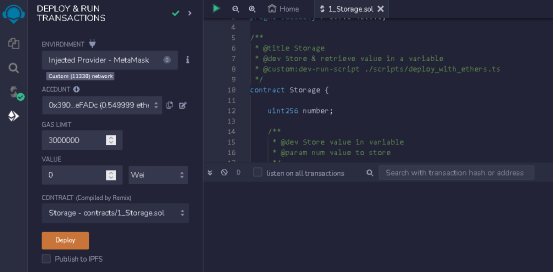 DEPLOY & RUN
TRANSACTIONS
ENVIRONMENT
Injected Provider - MetaMask
Custom (11338) network
ACCOUNT
0x390...eFADc (0.549999 ethe
GAS LIMIT
3000000
VALUE
0 Wei
CONTRACT (Compiled by Remix)
Storage - contracts/1_Storage.sol
Deploy
Publish to IPFS
Home 1_Storage.sol
4
5 /**
6 * @title Storage
7 * @dev Store & retrieve value in a variable
8 * @custom:dev-run-script ./scripts/deploy_with_ethers.ts
9 */
10 contract Storage {
11
12 uint256 number;
13
14 /**
15 * @dev Store value in variable
16 * @param num value to store
0 listen on all transactions Search with transaction hash or address